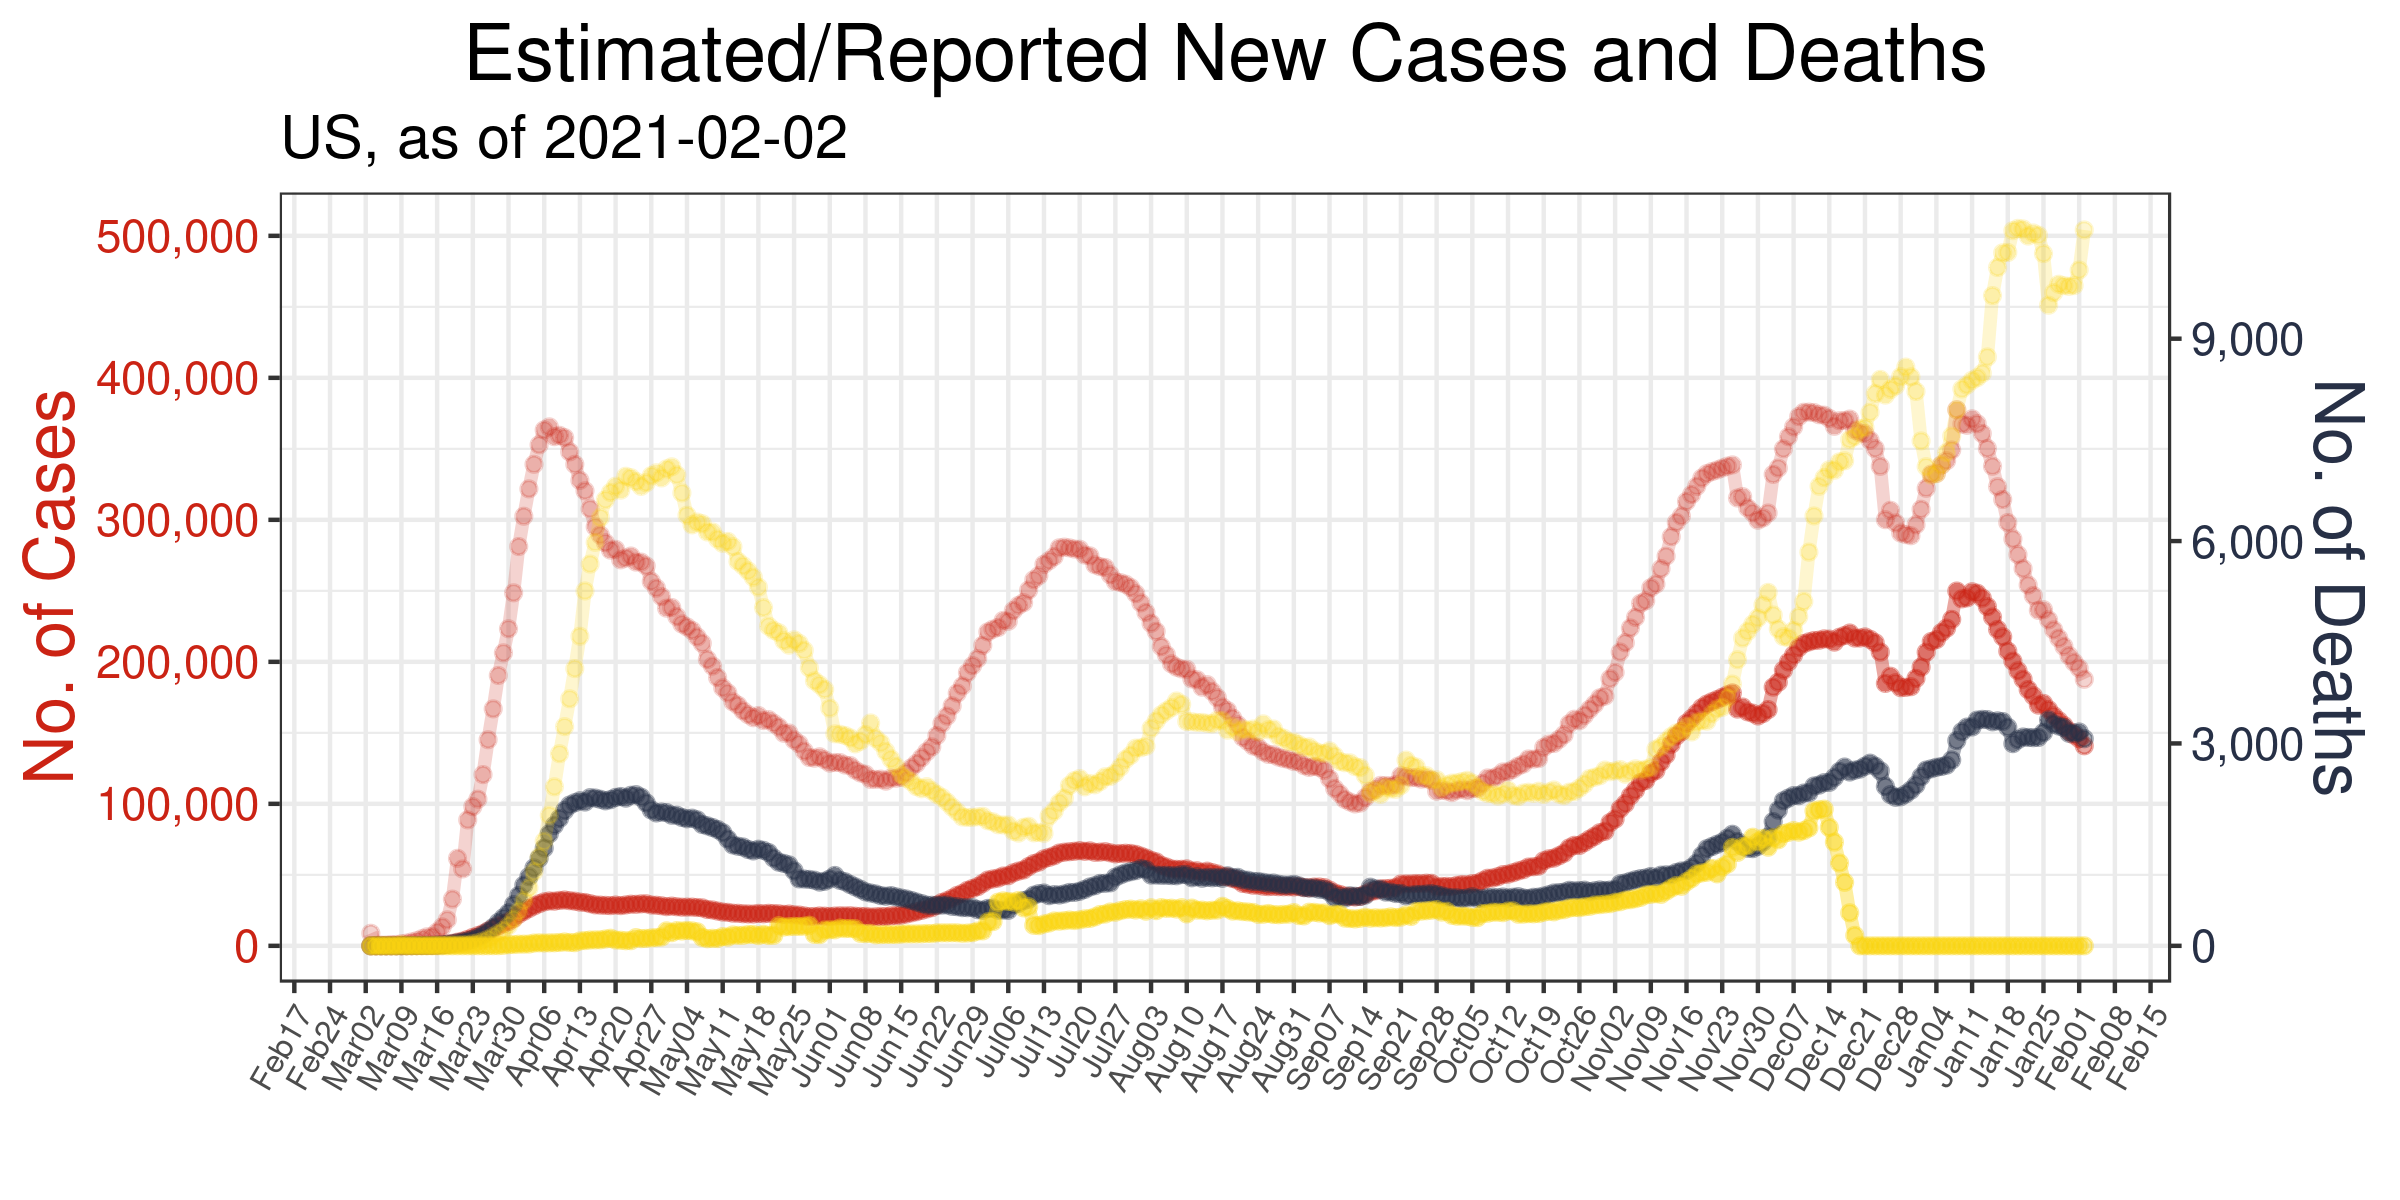 Estimated/Reported New Cases and Deaths
US, as of 2021-02-02
No. of Cases
500,000
400,000
300,000
200,000
100,000
0
9,000
6,000
3,000
0
No. of Deaths
Feb17
Feb24
Mar02
Mar09
Mar16
Mar23
Mar30
Apr06
Apr13
Apr20
Apr27
May04
May11
May18
May25
Jun01
Jun08
Jun15
Jun22
Jun29
Jul06
Jul13
Jul20
Jul27
Aug03
Aug10
Aug17
Aug24
Aug31
Sep07
Sep14
Sep21
Sep28
Oct05
Oct12
Oct19
Oct26
Nov02
Nov09
Nov16
Nov23
Nov30
Dec07
Dec14
Dec21
Dec28
Jan04
Jan11
Jan18
Jan25
Feb01
Feb08
Feb15